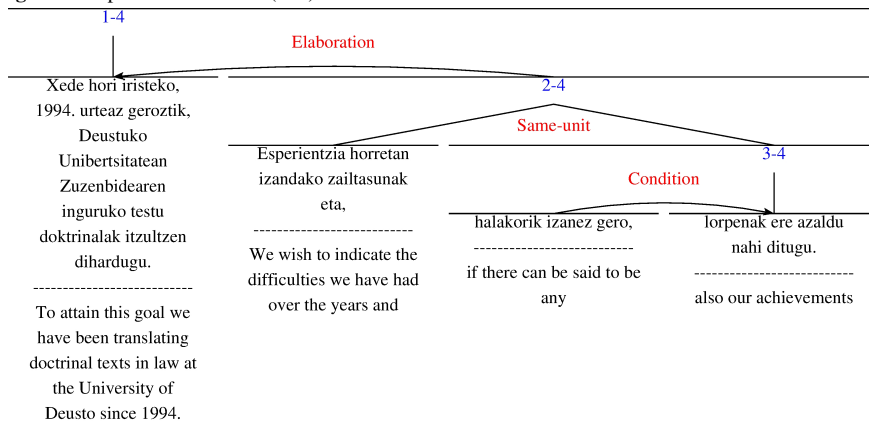 1-4
Elaboration
Xede hori iristeko,
1994. urteaz geroztik,
Deustuko
Unibertsitatean
Zuzenbidearen
inguruko testu
doktrinalak itzultzen
dihardugu.
---------------------------
To attain this goal we
have been translating
doctrinal texts in law at
the University of
Deusto since 1994.
2-4
Same-unit
Esperientzia horretan
izandako zailtasunak
eta,
---------------------------
We wish to indicate the
difficulties we have had
over the years and
3-4
Condition
halakorik izanez gero,
---------------------------
if there can be said to be
any
lorpenak ere azaldu
nahi ditugu.
---------------------------
also our achievements